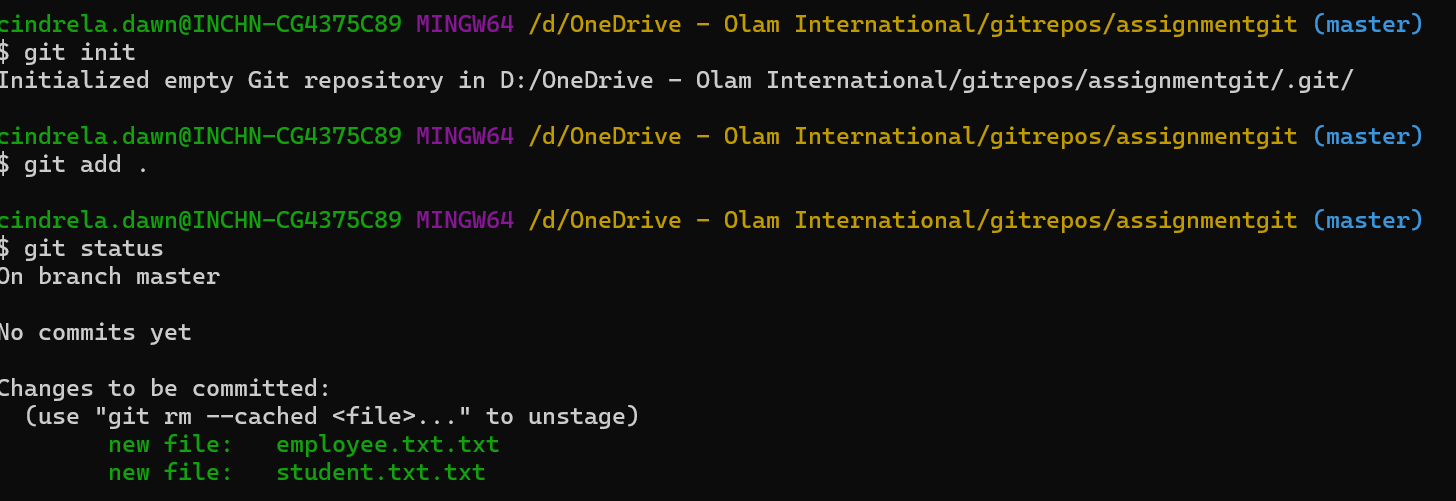 cindrela.dawn@INCHN-CG4375C89 MINGW64 /d/OneDrive - Olam International/gitrepos/assignmentgit (master)
$ git init
Initialized empty Git repository in D:/OneDrive - Olam International/gitrepos/assignmentgit/.git/
cindrela.dawn@INCHN-CG4375C89 MINGW64 /d/OneDrive - Olam International/gitrepos/assignmentgit (master)
$ git add .
cindrela.dawn@INCHN-CG4375C89 MINGW64 /d/OneDrive - Olam International/gitrepos/assignmentgit (master)
$ git status
On branch master
No commits yet
Changes to be committed:
  (use "git rm --cached <file>..." to unstage)
        new file:   employee.txt.txt
        new file:   student.txt.txt